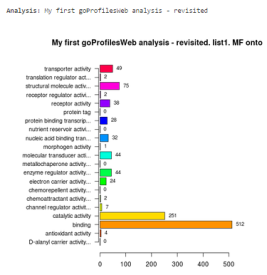 Analysis: My first goProfilesWeb analysis - revisited
My first goProfilesWeb analysis - revisited. list1. MF onto
transporter activity 49
translation regulator act... 2
structural molecule activi... 75
receptor regulator activi... 2
receptor activity 38
protein tag 0
protein binding transcrip... 28
nutrient reservoir activi... 0
nucleic acid binding tran... 32
morphogen activity 1
molecular transducer acti... 44
metallochaperone activity... 0
enzyme regulator activity... 44
electron carrier activity... 24
chemorepellent activity 0
chemoattractant activity... 2
channel regulator activit... 7
catalytic activity 251
binding 512
antioxidant activity 4
D-alanyl carrier activity... 0
0 100 200 300 400 500